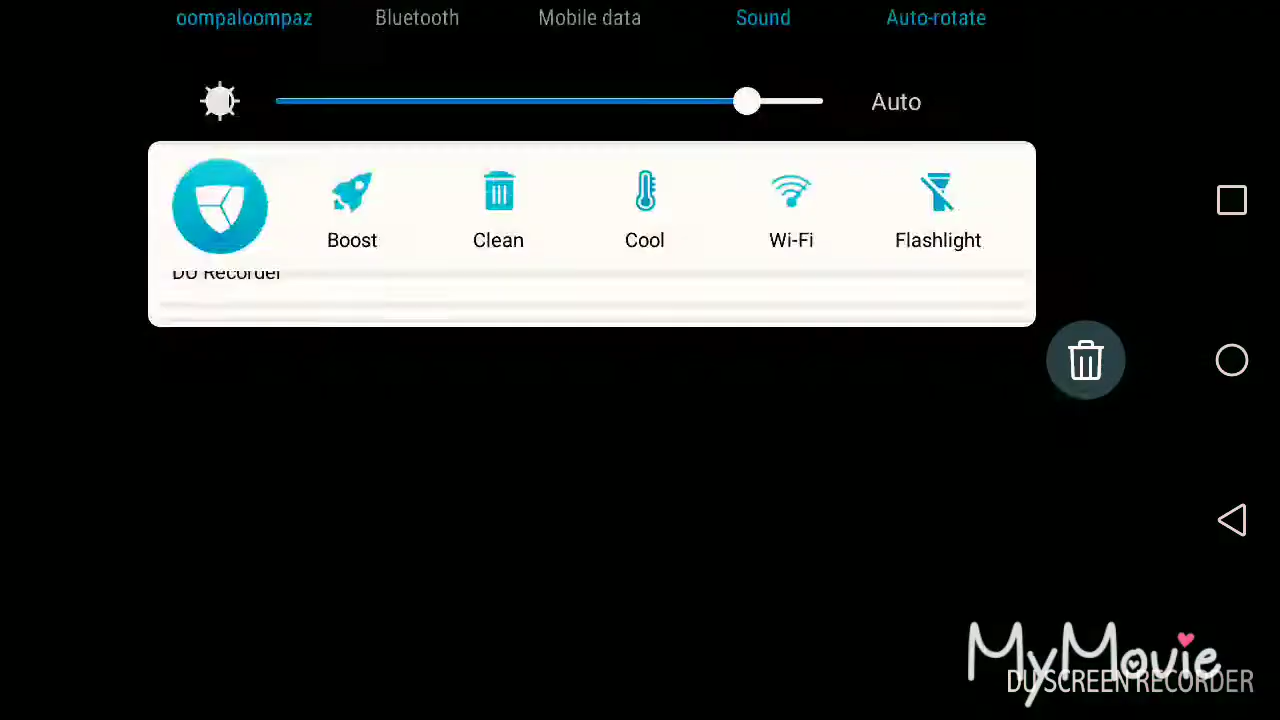 oompaloompaz Bluetooth Mobile data Sound Auto-rotate
Auto
Boost Clean Cool Wi-Fi Flashlight
DU Recorder
MyMovie
DU SCREEN RECORDER